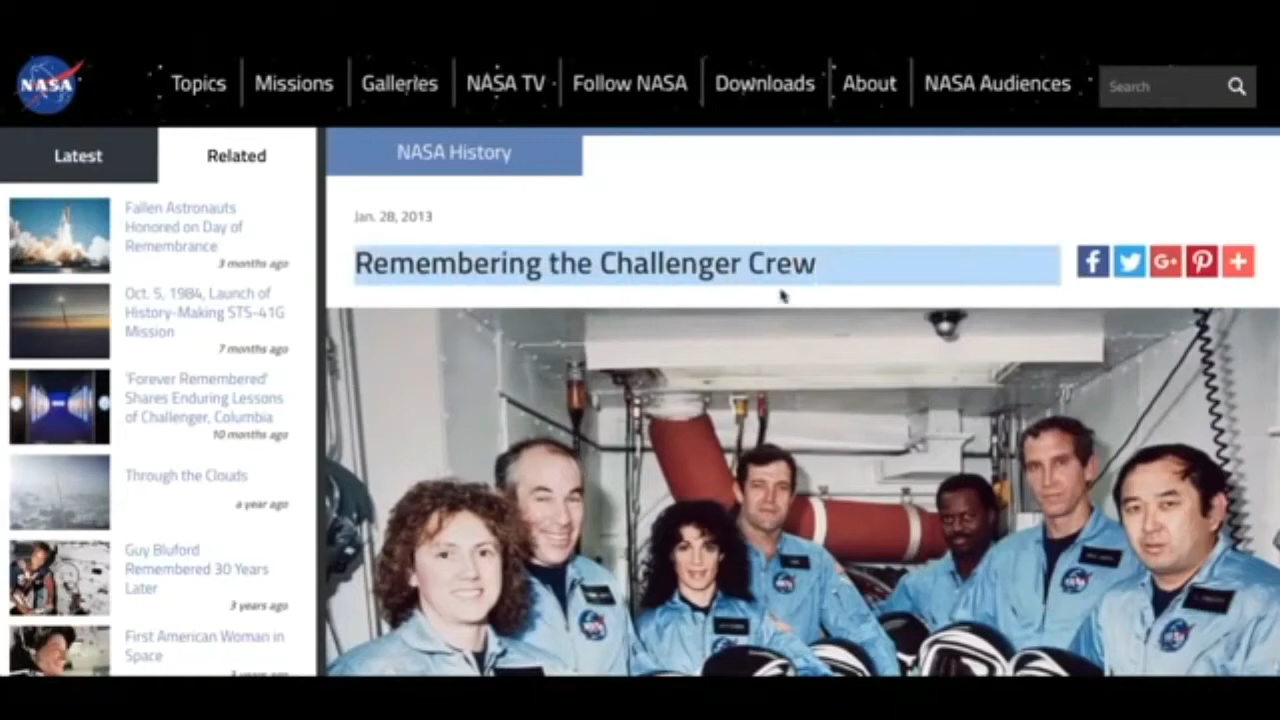 NASA
Topics
Missions
Galleries
NASA TV
Follow NASA
Downloads
About
NASA Audiences
Search
Latest
Related
Fallen Astronauts
Honored on Day of
Remembrance
3 months ago
Oct. 5, 1984, Launch of
History-Making STS-41G
Mission
7 months ago
'Forever Remembered'
Shares Enduring Lessons
of Challenger, Columbia
10 months ago
Through the Clouds
a year ago
Guy Bluford
Remembered 30 Years
Later
3 years ago
First American Woman in
Space
NASA History
Jan. 28, 2013
Remembering the Challenger Crew
G+
NASA
NASA
NASA